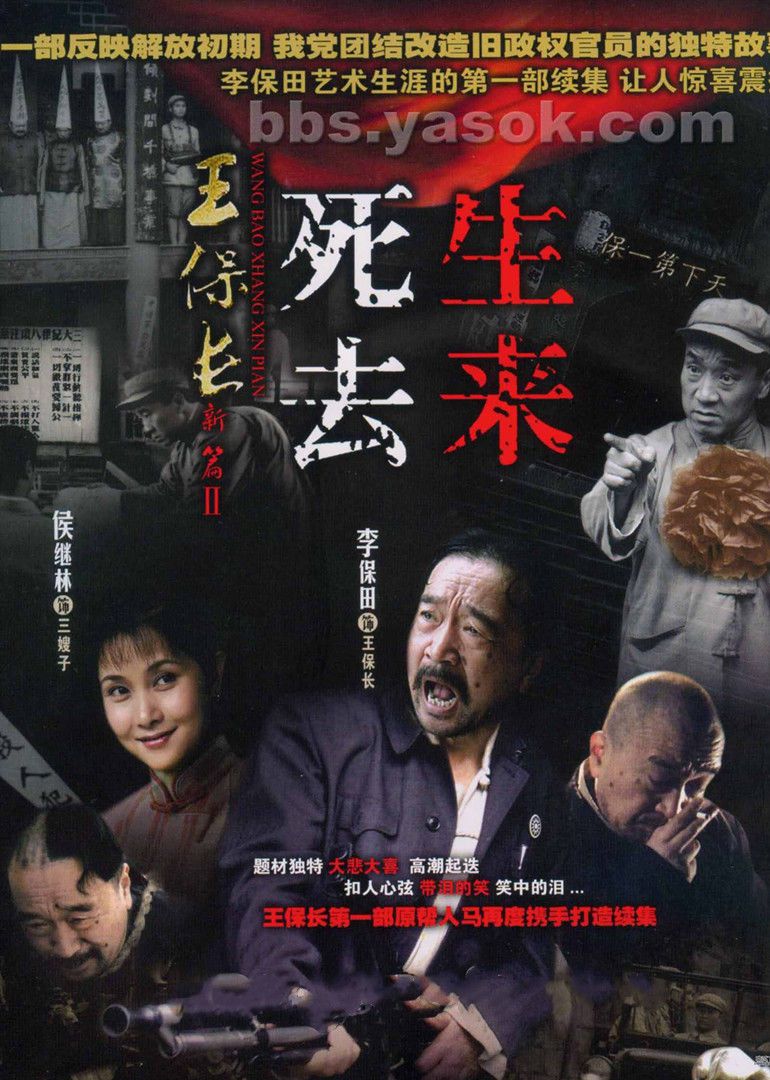 一部反映解放初期 我党团结改造旧政权官员的独特故事
李保田艺术生涯的第一部续集 让人惊喜震
bbs.yasok.com
王保长
新篇II
WANG BAO XHANG XIN PIAN
生来
死去
保一第下天
侯继林
饰
三嫂子
李保田
饰
王保长
题材独特 大悲大喜 高潮起迭
扣人心弦 带泪的笑 笑中的泪 ...
王保长第一部原帮人马再度携手打造续集